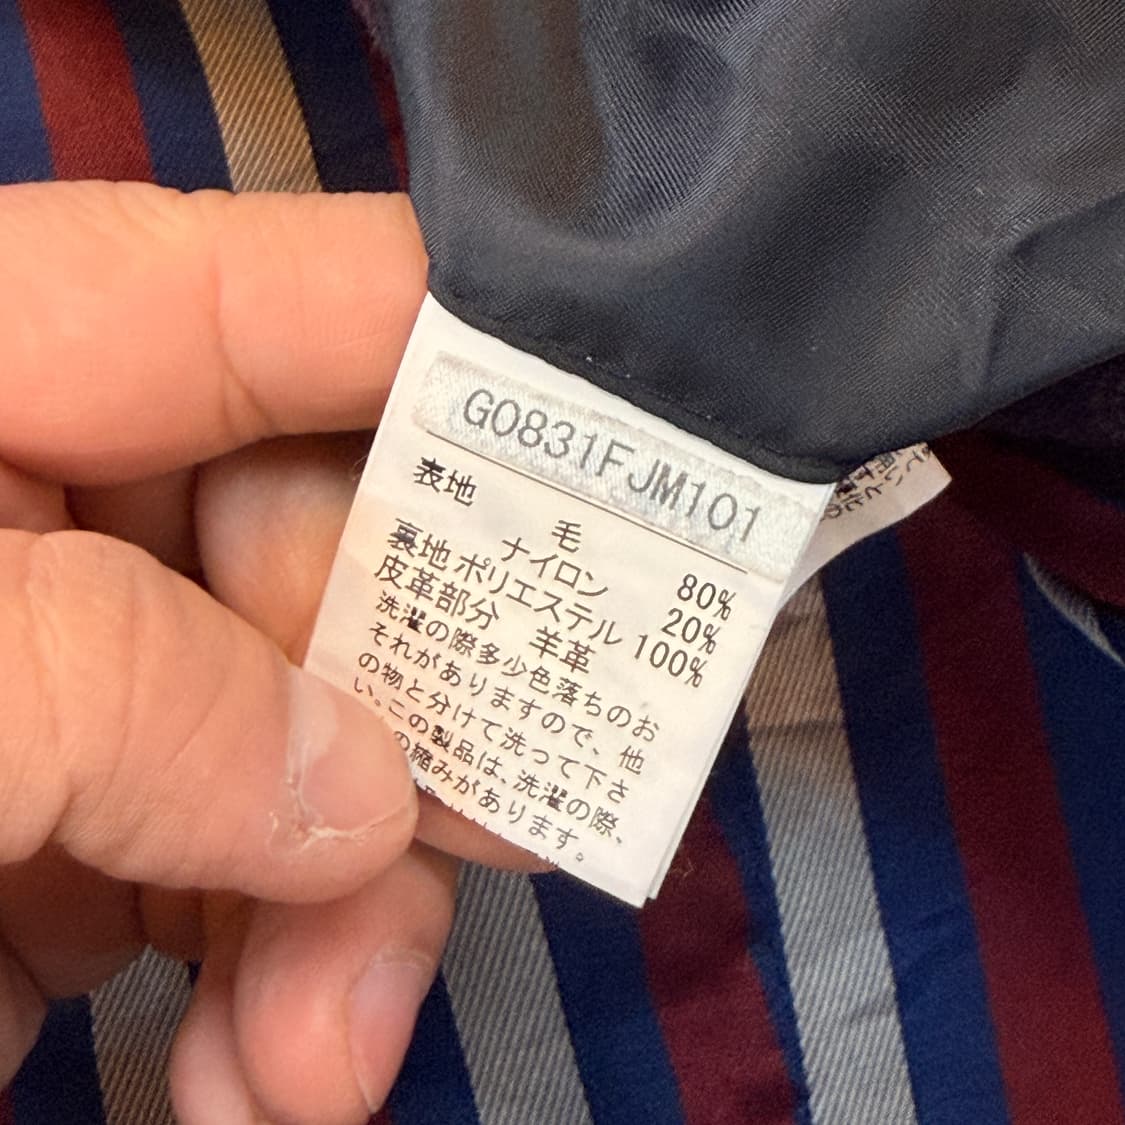 GO831FJM101
表地
毛 80%
ナイロン 20%
裏地 ポリエステル 100%
皮革部分 羊革
洗濯の際多少色落ちのお
それがありますので、他
の物と分けて洗って下さ
い。この製品は、洗濯の際、
の縮みがあります。